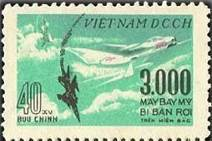 VIETNAM DCCH
3.000
MÁY BAY MỸ
BỊ BẮN RƠI
TRÊN MIỀN BẮC
40 XU
BƯU CHÍNH